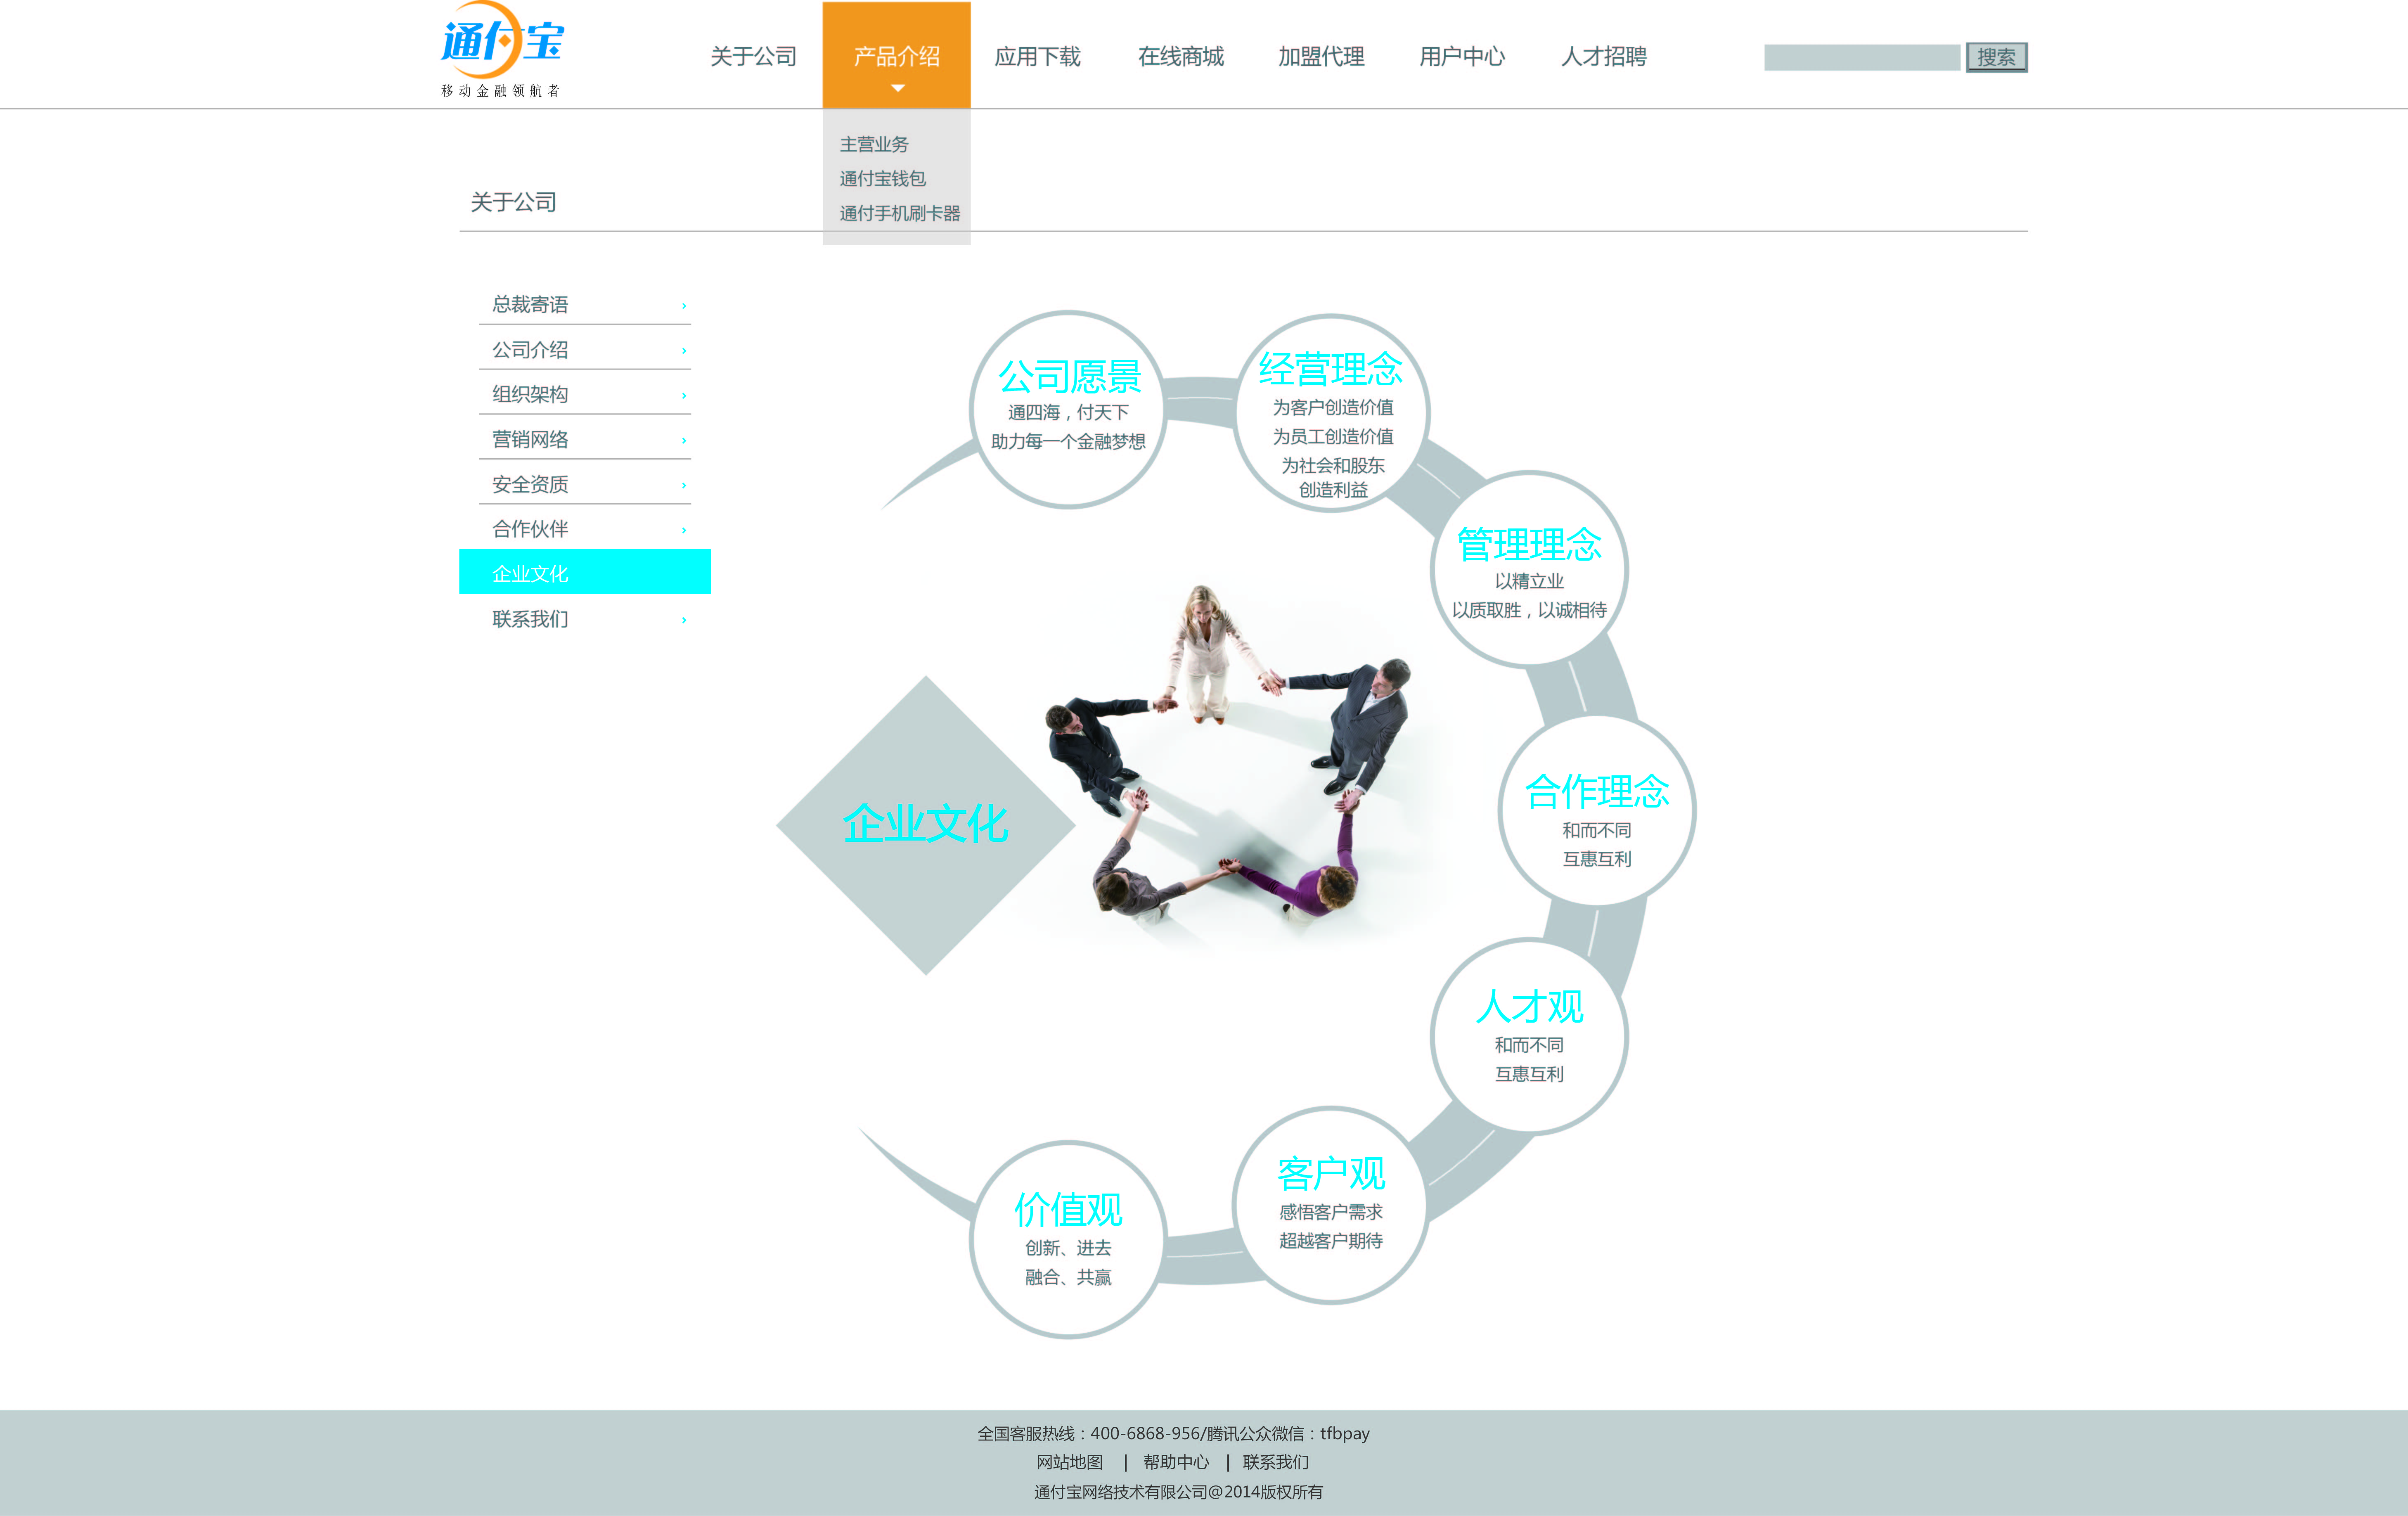 通付宝
移动金融领航者
关于公司
产品介绍
应用下载
在线商城
加盟代理
用户中心
人才招聘
搜索
主营业务
通付宝钱包
通付手机刷卡器
关于公司
总裁寄语
公司介绍
组织架构
营销网络
安全资质
合作伙伴
企业文化
联系我们
公司愿景
通四海，付天下
助力每一个金融梦想
经营理念
为客户创造价值
为员工创造价值
为社会和股东
创造利益
管理理念
以精立业
以质取胜，以诚相待
合作理念
和而不同
互惠互利
企业文化
人才观
和而不同
互惠互利
客户观
感悟客户需求
超越客户期待
价值观
创新、进去
融合、共赢
全国客服热线：400-6868-956/腾讯公众微信：tfbpay
网站地图 | 帮助中心 | 联系我们
通付宝网络技术有限公司@2014版权所有